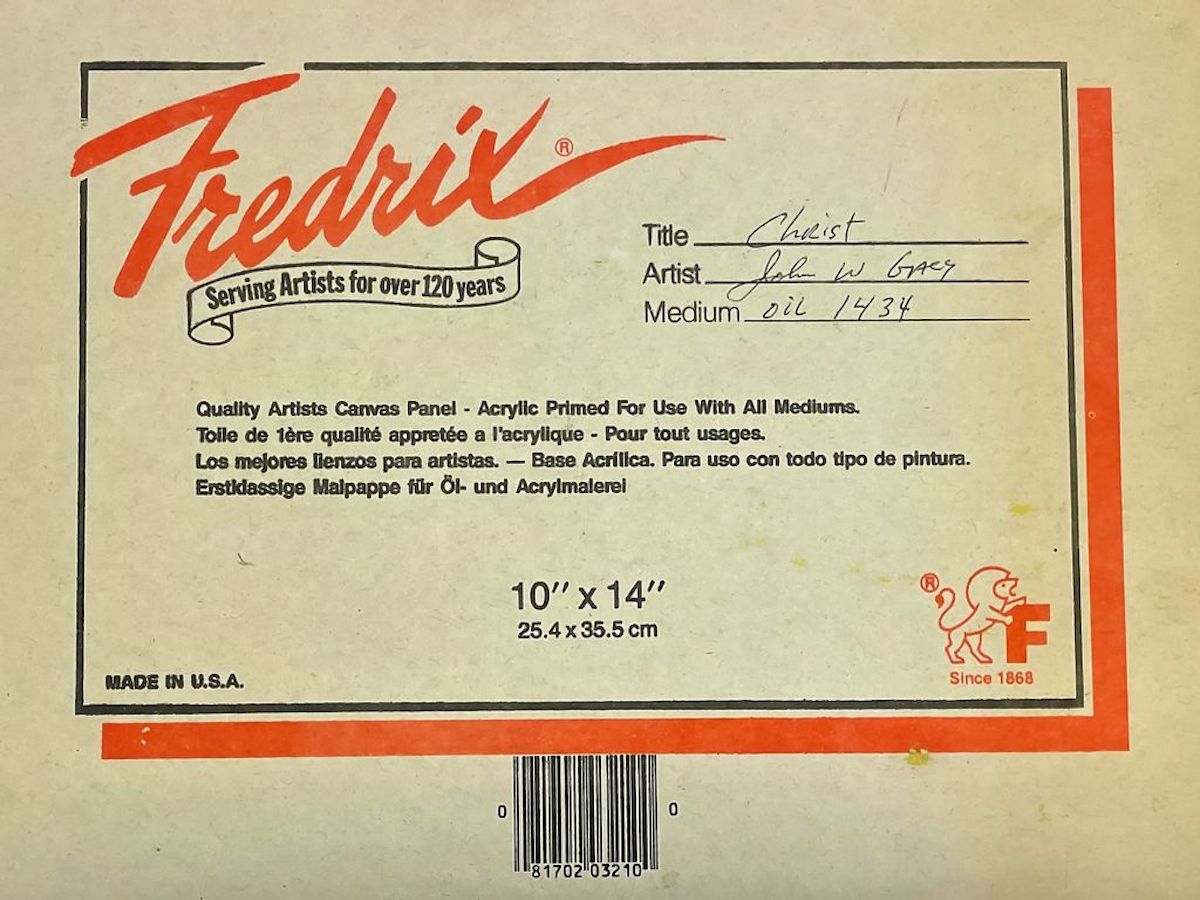 Fredrix ®
Serving Artists for over 120 years
Title Christ
Artist John W Gacy
Medium oil 1434
Quality Artists Canvas Panel - Acrylic Primed For Use With All Mediums.
Toile de 1ère qualité appretée a l'acrylique - Pour tout usages.
Los mejores lienzos para artistas. — Base Acrílica. Para uso con todo tipo de pintura.
Erstklassige Malpappe für Öl- und Acrylmalerei
10" x 14"
25.4 x 35.5 cm
® F
Since 1868
MADE IN U.S.A.
0 81702 03210 0